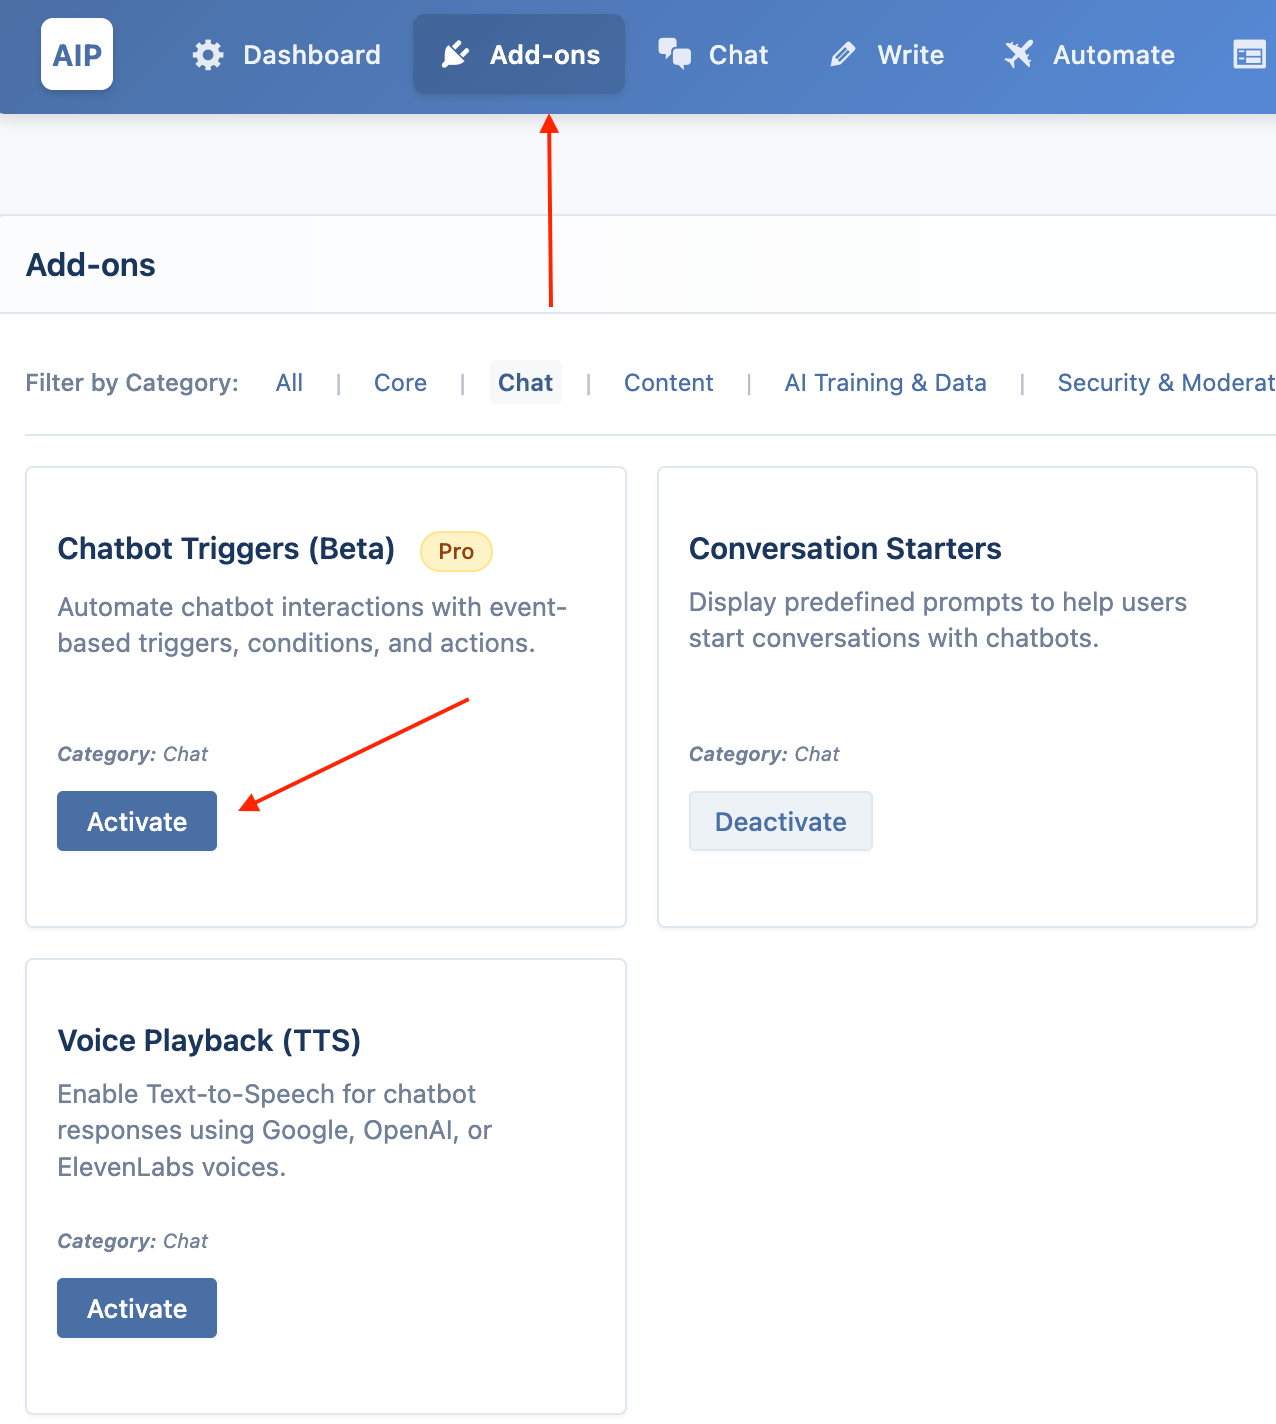 AIP Dashboard Add-ons Chat Write Automate
Add-ons
Filter by Category: All | Core | Chat | Content | AI Training & Data | Security & Moderat
Chatbot Triggers (Beta) Pro
Automate chatbot interactions with event-
based triggers, conditions, and actions.
Category: Chat
Activate
Conversation Starters
Display predefined prompts to help users
start conversations with chatbots.
Category: Chat
Deactivate
Voice Playback (TTS)
Enable Text-to-Speech for chatbot
responses using Google, OpenAI, or
ElevenLabs voices.
Category: Chat
Activate